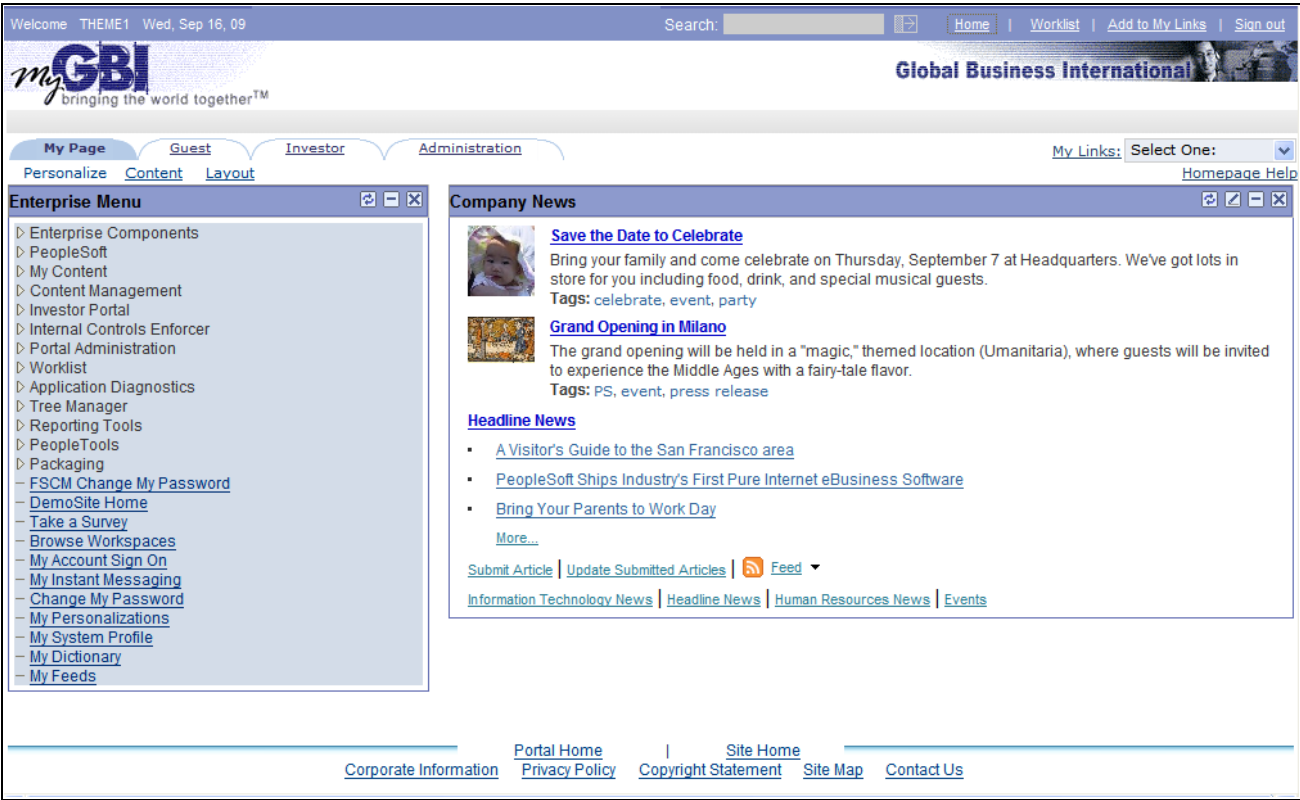 Welcome THEME1 Wed, Sep 16, 09 Search: Home | Worklist | Add to My Links | Sign out
my GBI Global Business International
bringing the world together™
My Page Guest Investor Administration My Links: Select One:
Personalize Content Layout Homepage Help
Enterprise Menu
Enterprise Components
PeopleSoft
My Content
Content Management
Investor Portal
Internal Controls Enforcer
Portal Administration
Worklist
Application Diagnostics
Tree Manager
Reporting Tools
PeopleTools
Packaging
FSCM Change My Password
DemoSite Home
Take a Survey
Browse Workspaces
My Account Sign On
My Instant Messaging
Change My Password
My Personalizations
My System Profile
My Dictionary
My Feeds
Company News
Save the Date to Celebrate
Bring your family and come celebrate on Thursday, September 7 at Headquarters. We've got lots in
store for you including food, drink, and special musical guests.
Tags: celebrate, event, party
Grand Opening in Milano
The grand opening will be held in a "magic," themed location (Umanitaria), where guests will be invited
to experience the Middle Ages with a fairy-tale flavor.
Tags: PS, event, press release
Headline News
▪ A Visitor's Guide to the San Francisco area
▪ PeopleSoft Ships Industry's First Pure Internet eBusiness Software
▪ Bring Your Parents to Work Day
More...
Submit Article | Update Submitted Articles | Feed
Information Technology News | Headline News | Human Resources News | Events
Portal Home | Site Home
Corporate Information Privacy Policy Copyright Statement Site Map Contact Us